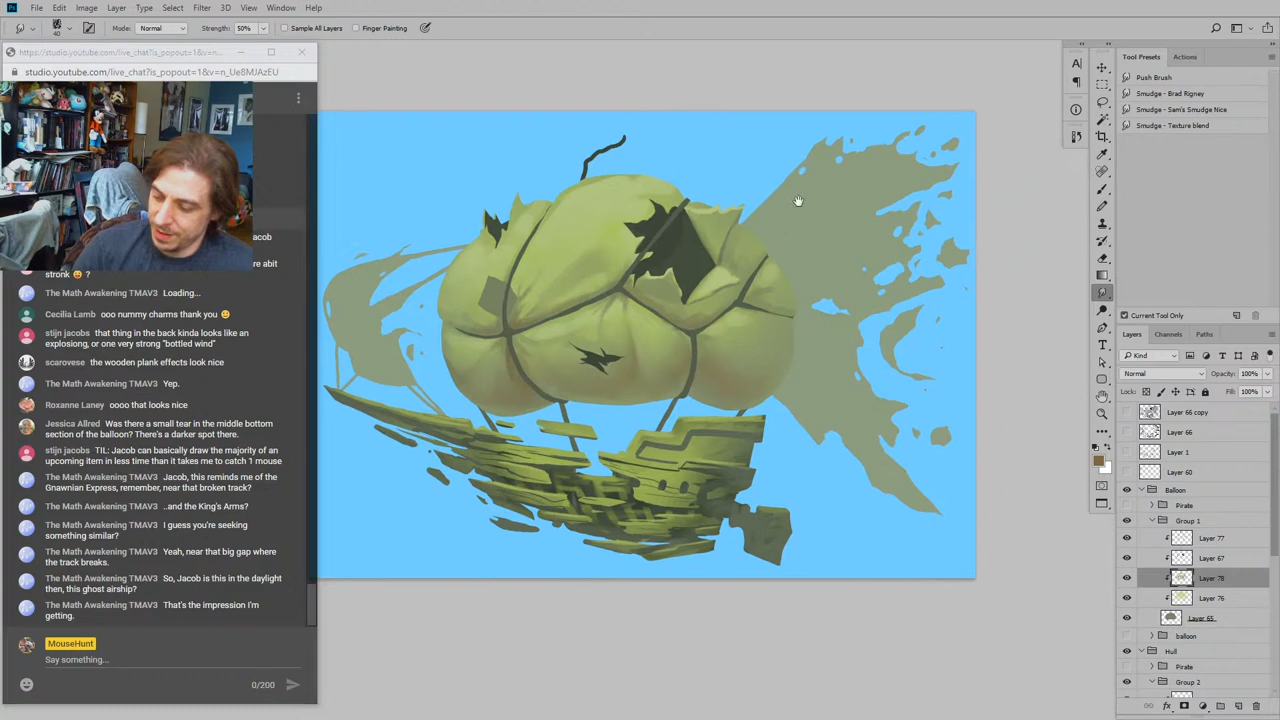 File Edit Image Layer Type Select Filter 3D View Window Help
40 Mode: Normal Strength: 50% Sample All Layers Finger Painting
https://studio.youtube.com/live_chat?is_popout=1&v=n_...
studio.youtube.com/live_chat?is_popout=1&v=n_Ue8MJAzEU
acob
re abit
stronk 😛 ?
The Math Awakening TMAV3 Loading...
Cecilia Lamb ooo nummy charms thank you 🙂
stijn jacobs that thing in the back kinda looks like an
explosiong, or one very strong "bottled wind"
scarovese the wooden plank effects look nice
The Math Awakening TMAV3 Yep.
Roxanne Laney oooo that looks nice
Jessica Allred Was there a small tear in the middle bottom
section of the balloon? There's a darker spot there.
stijn jacobs TIL: Jacob can basically draw the majority of an
upcoming item in less time than it takes me to catch 1 mouse
The Math Awakening TMAV3 Jacob, this reminds me of the
Gnawnian Express, remember, near that broken track?
The Math Awakening TMAV3 ..and the King's Arms?
The Math Awakening TMAV3 I guess you're seeking
something similar?
The Math Awakening TMAV3 Yeah, near that big gap where
the track breaks.
The Math Awakening TMAV3 So, Jacob is this in the daylight
then, this ghost airship?
The Math Awakening TMAV3 That's the impression I'm
getting.
MouseHunt
Say something...
0/200
Tool Presets Actions
Push Brush
Smudge - Brad Rigney
Smudge - Sam's Smudge Nice
Smudge - Texture blend
Current Tool Only
Layers Channels Paths
Kind
Normal Opacity: 100%
Lock: Fill: 100%
Layer 66 copy
Layer 66
Layer 1
Layer 60
Balloon
Pirate
Group 1
Layer 77
Layer 67
Layer 78
Layer 76
Layer 65
balloon
Hull
Pirate
Group 2